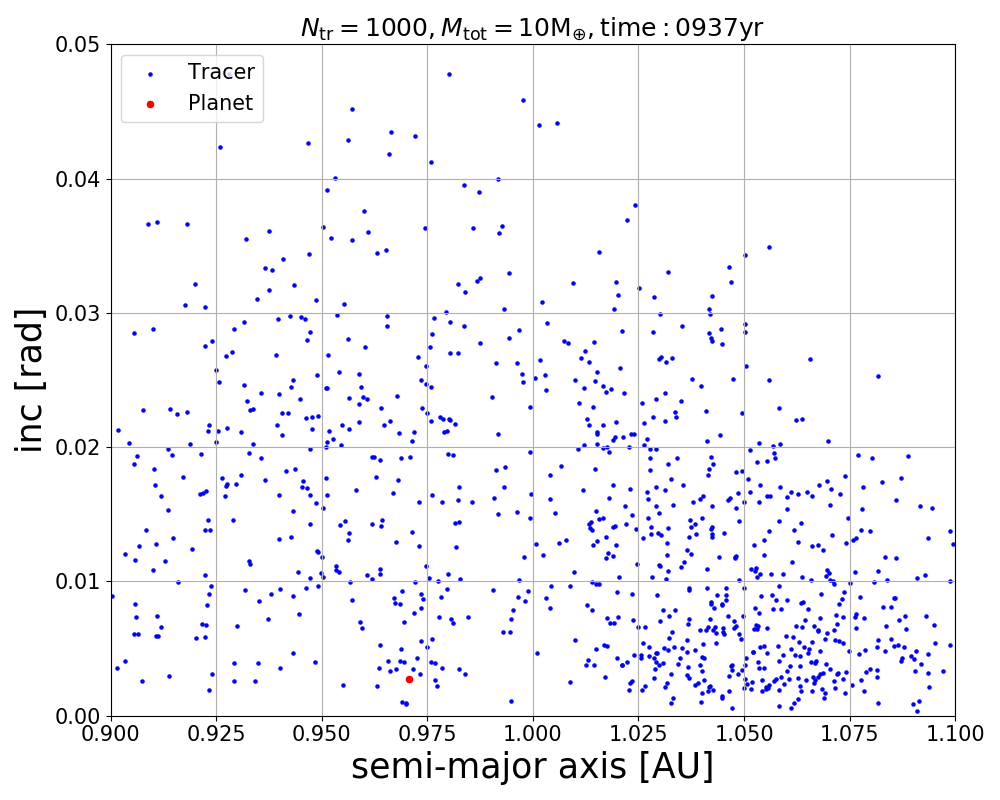 N_tr = 1000, M_tot = 10M_⊕, time : 0937yr
Tracer
Planet
inc [rad]
0.05
0.04
0.03
0.02
0.01
0.00
0.900 0.925 0.950 0.975 1.000 1.025 1.050 1.075 1.100
semi-major axis [AU]